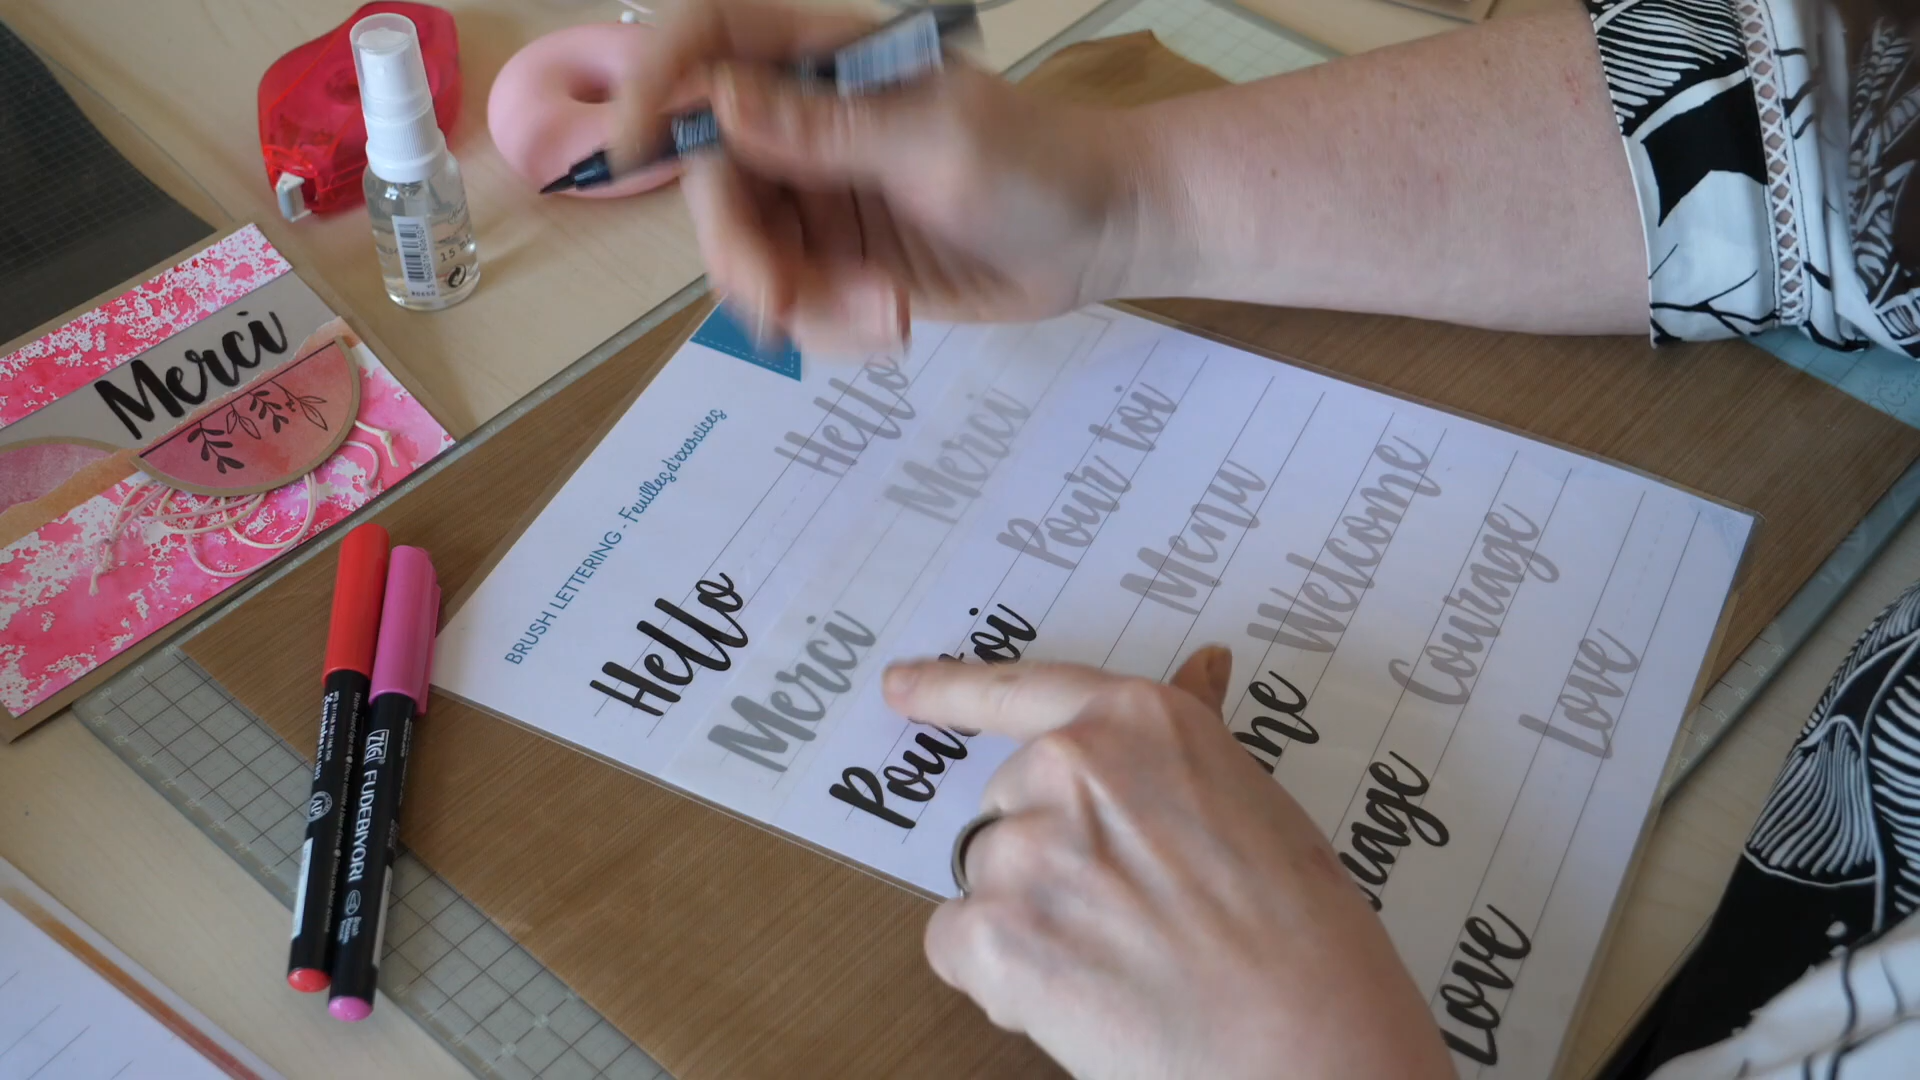 Merci
BRUSH LETTERING - Feuilles d'exercices
Hello Hello
Merci Merci
Pour toi Pour toi
Menu
Welcome
Courage
Love Love
ZIG FUDEBIYORI
15